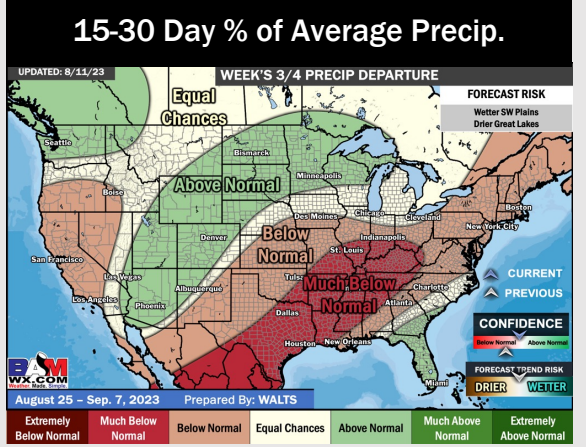 15-30 Day % of Average Precip.
UPDATED: 8/11/23
WEEK'S 3/4 PRECIP DEPARTURE
FORECAST RISK
Wetter SW Plains
Drier Great Lakes
Equal
Chances
Seattle
Bismarck
Minneapolis
Above Normal
Boise
Des Moines
Chicago
Cleveland
Boston
New York City
Denver
Below
Normal
Indianapolis
St. Louis
San Francisco
Las Vegas
Los Angeles
Albuquerque
Phoenix
Tulsa
Much Below
Normal
Charlotte
Atlanta
Dallas
Houston
New Orleans
Miami
CURRENT
PREVIOUS
CONFIDENCE
Below Normal
Above Normal
FORECAST TREND RISK
DRIER
WETTER
BAM
WX.COM
Weather. Made. Simple.
August 25 – Sep. 7, 2023
Prepared By: WALTS
Extremely
Below Normal
Much Below
Normal
Below Normal
Equal Chances
Above Normal
Much Above
Normal
Extremely
Above Normal